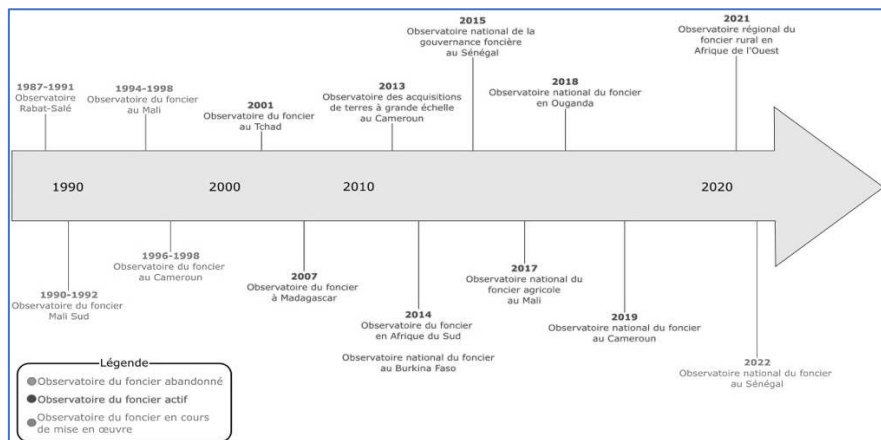 2015
Observatoire national de la
gouvernance foncière
au Sénégal
2021
Observatoire régional du
foncier rural en
Afrique de l'Ouest
1987-1991
Observatoire
Rabat-Salé
1994-1998
Observatoire du foncier
au Mali
2001
Observatoire du foncier
au Tchad
2013
Observatoire des acquisitions
de terres à grande échelle
au Cameroun
2018
Observatoire national du foncier
en Ouganda
1990
2000
2010
2020
1990-1992
Observatoire du foncier
Mali Sud
1996-1998
Observatoire du foncier
au Cameroun
2007
Observatoire du foncier
à Madagascar
2014
Observatoire du foncier
en Afrique du Sud
Observatoire national du foncier
au Burkina Faso
2017
Observatoire national du
foncier agricole
au Mali
2019
Observatoire national du foncier
au Cameroun
2022
Observatoire national du foncier
au Sénégal
Légende
Observatoire du foncier abandonné
Observatoire du foncier actif
Observatoire du foncier en cours
de mise en œuvre